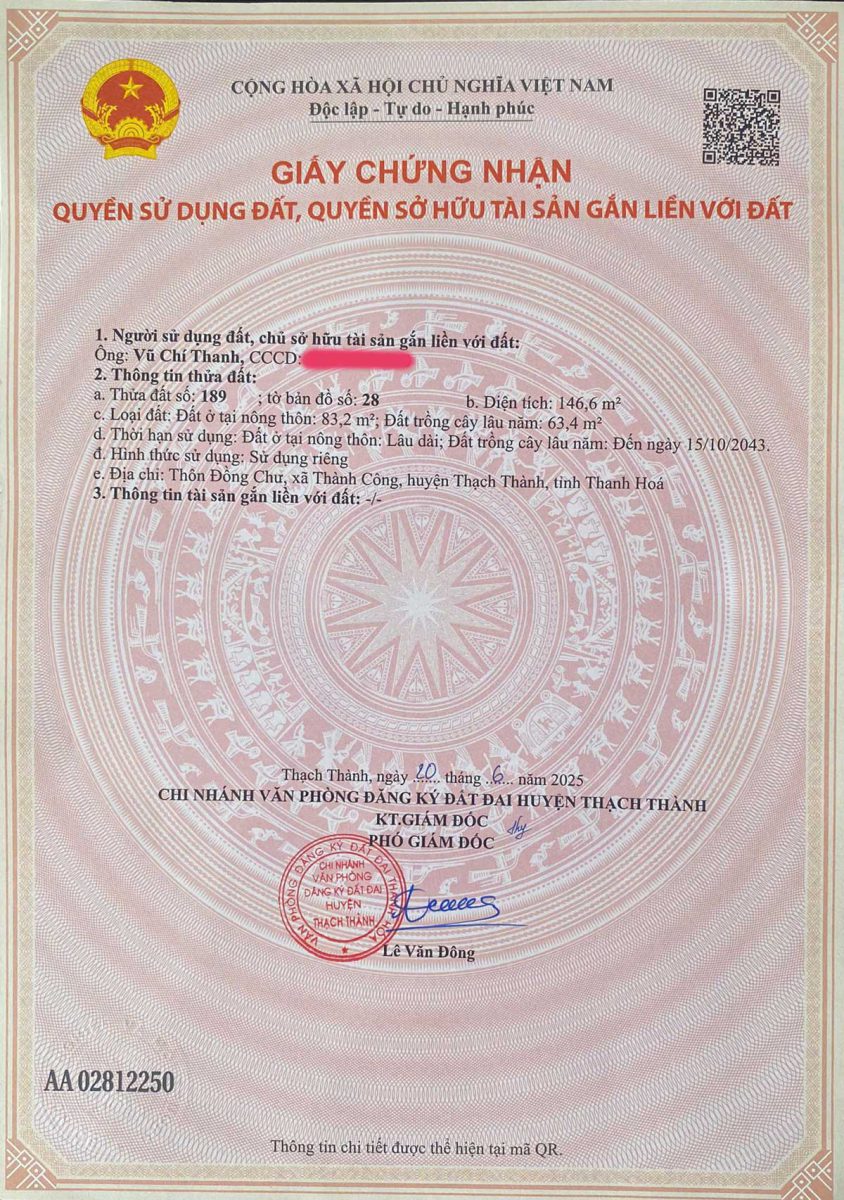 CỘNG HÒA XÃ HỘI CHỦ NGHĨA VIỆT NAM
Độc lập - Tự do - Hạnh phúc
GIẤY CHỨNG NHẬN
QUYỀN SỬ DỤNG ĐẤT, QUYỀN SỞ HỮU TÀI SẢN GẮN LIỀN VỚI ĐẤT
1. Người sử dụng đất, chủ sở hữu tài sản gắn liền với đất:
Ông: Vũ Chí Thanh, CCCD:
2. Thông tin thửa đất:
a. Thửa đất số: 189 ; tờ bản đồ số: 28 b. Diện tích: 146,6 m²
c. Loại đất: Đất ở tại nông thôn: 83,2 m²; Đất trồng cây lâu năm: 63,4 m²
d. Thời hạn sử dụng: Đất ở tại nông thôn: Lâu dài; Đất trồng cây lâu năm: Đến ngày 15/10/2043.
đ. Hình thức sử dụng: Sử dụng riêng
e. Địa chỉ: Thôn Đồng Chư, xã Thành Công, huyện Thạch Thành, tỉnh Thanh Hoá
3. Thông tin tài sản gắn liền với đất: -/-
Thạch Thành, ngày 20 tháng 6 năm 2025
CHI NHÁNH VĂN PHÒNG ĐĂNG KÝ ĐẤT ĐAI HUYỆN THẠCH THÀNH
KT.GIÁM ĐỐC
PHÓ GIÁM ĐỐC
VĂN PHÒNG ĐĂNG KÝ ĐẤT ĐAI THANH HÓA
CHI NHÁNH
VĂN PHÒNG
ĐĂNG KÝ ĐẤT ĐAI
HUYỆN
THẠCH THÀNH
Lê Văn Đông
AA 02812250
Thông tin chi tiết được thể hiện tại mã QR.